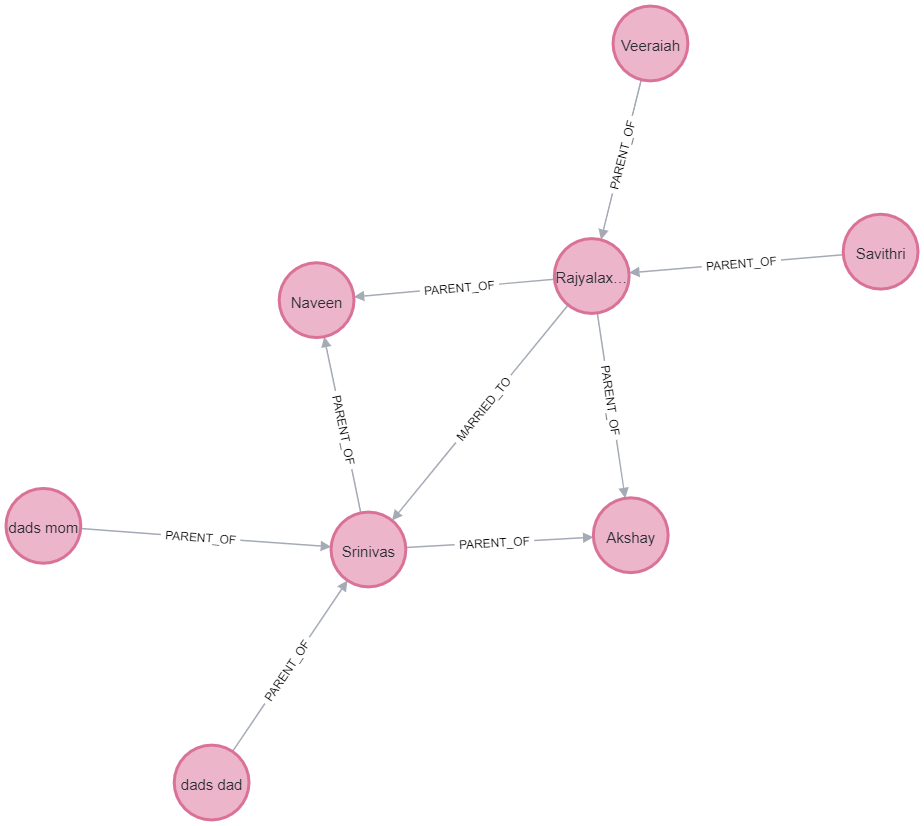 Veeraiah
PARENT_OF
Savithri
PARENT_OF
Rajyalax...
PARENT_OF
Naveen
MARRIED_TO
PARENT_OF
PARENT_OF
dads mom
PARENT_OF
Srinivas
PARENT_OF
Akshay
PARENT_OF
dads dad